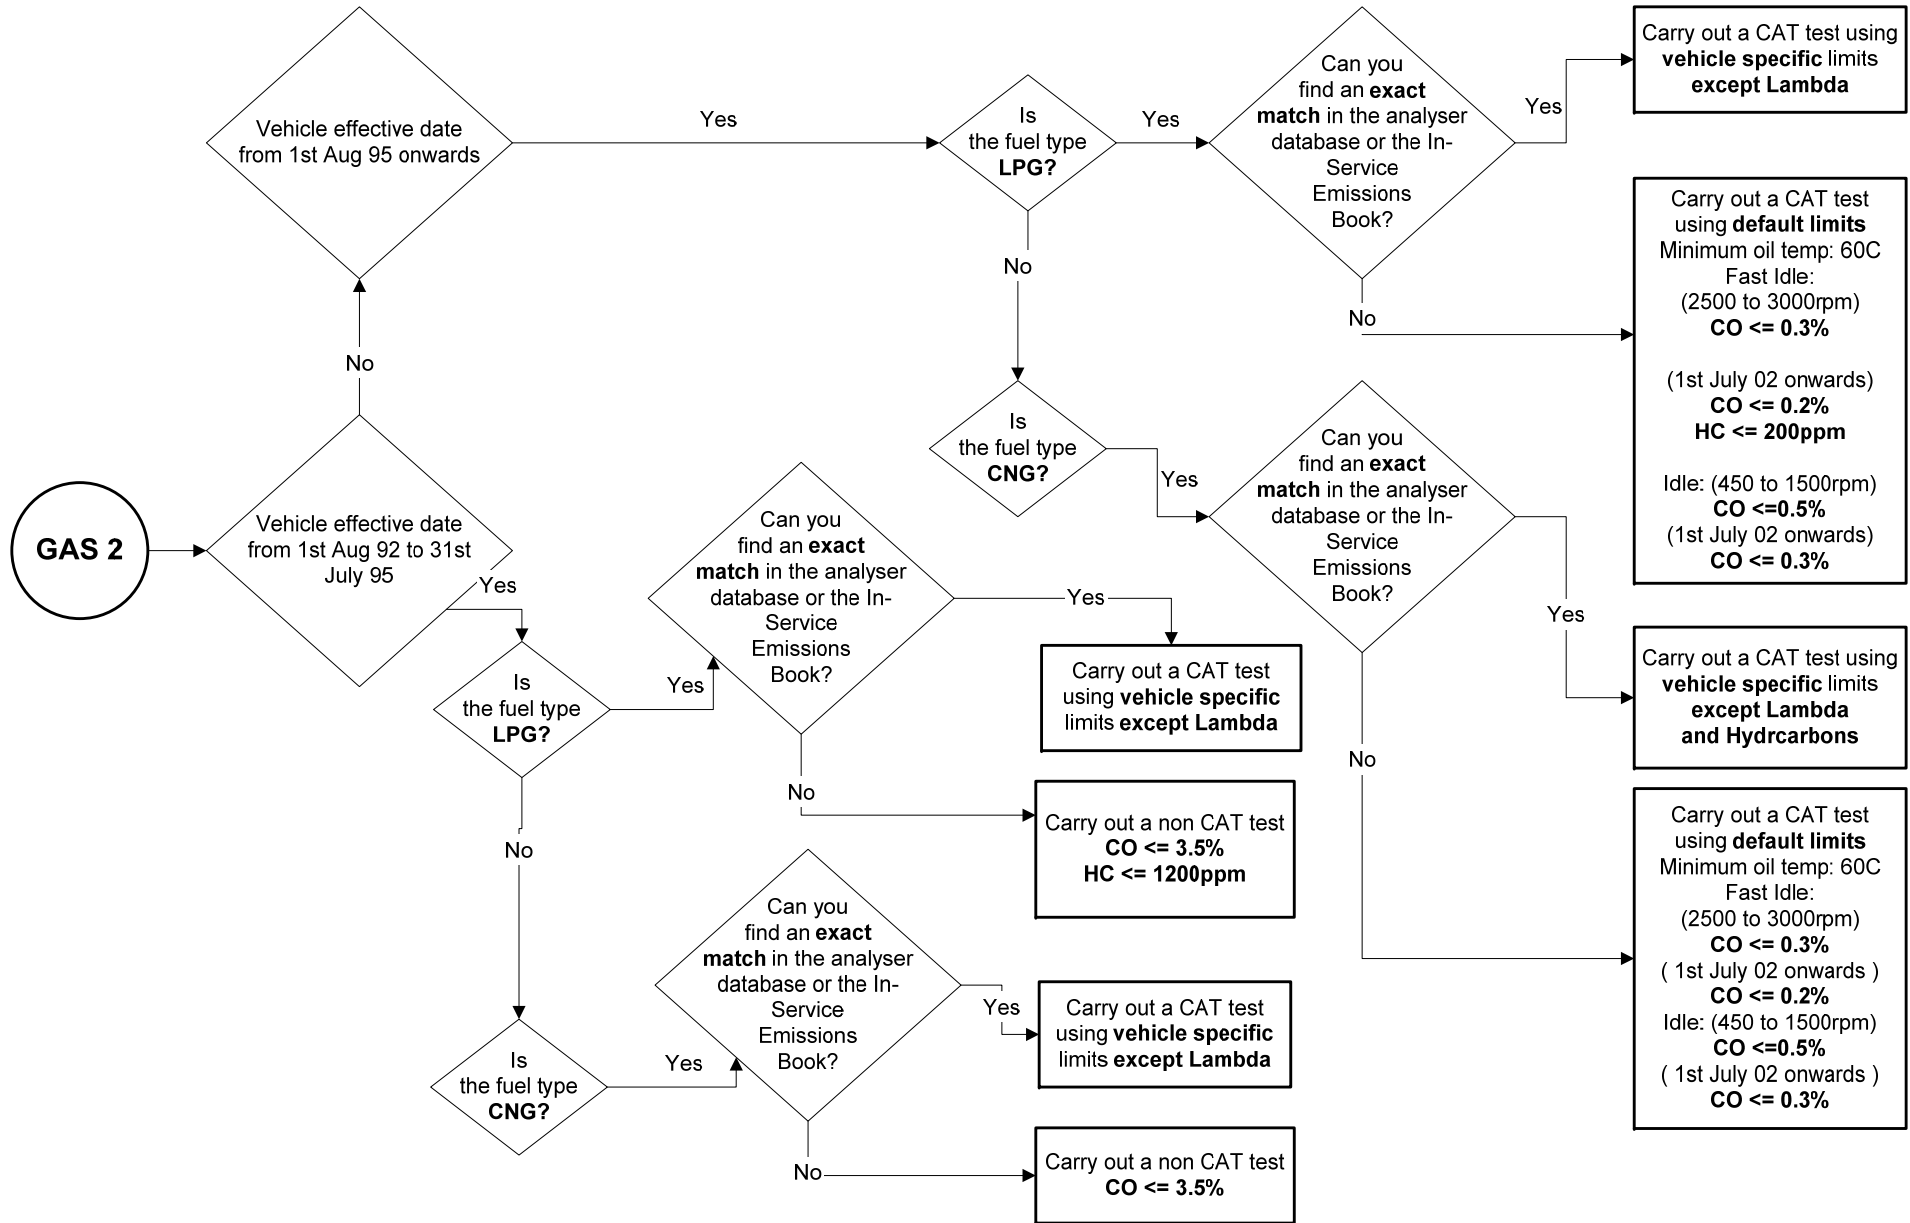 GAS 2
Vehicle effective date
from 1st Aug 92 to 31st
July 95
No
Vehicle effective date
from 1st Aug 95 onwards
Yes
Is
the fuel type
LPG?
Yes
Can you
find an exact
match in the analyser
database or the In-
Service
Emissions
Book?
Yes
Carry out a CAT test using
vehicle specific limits
except Lambda
No
Carry out a CAT test
using default limits
Minimum oil temp: 60C
Fast Idle:
(2500 to 3000rpm)
CO <= 0.3%
(1st July 02 onwards)
CO <= 0.2%
HC <= 200ppm
Idle: (450 to 1500rpm)
CO <=0.5%
(1st July 02 onwards)
CO <= 0.3%
No
Is
the fuel type
CNG?
Yes
Can you
find an exact
match in the analyser
database or the In-
Service
Emissions
Book?
Yes
Carry out a CAT test using
vehicle specific limits
except Lambda
and Hydrcarbons
No
Carry out a CAT test
using default limits
Minimum oil temp: 60C
Fast Idle:
(2500 to 3000rpm)
CO <= 0.3%
( 1st July 02 onwards )
CO <= 0.2%
Idle: (450 to 1500rpm)
CO <=0.5%
( 1st July 02 onwards )
CO <= 0.3%
Yes
Is
the fuel type
LPG?
Yes
Can you
find an exact
match in the analyser
database or the In-
Service
Emissions
Book?
Yes
Carry out a CAT test
using vehicle specific
limits except Lambda
No
Carry out a non CAT test
CO <= 3.5%
HC <= 1200ppm
No
Is
the fuel type
CNG?
Yes
Can you
find an exact
match in the analyser
database or the In-
Service
Emissions
Book?
Yes
Carry out a CAT test
using vehicle specific
limits except Lambda
No
Carry out a non CAT test
CO <= 3.5%